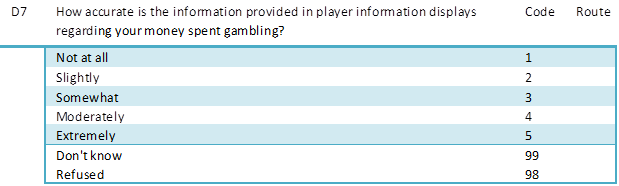 D7 How accurate is the information provided in player information displays Code Route
regarding your money spent gambling?
Not at all 1
Slightly 2
Somewhat 3
Moderately 4
Extremely 5
Don't know 99
Refused 98